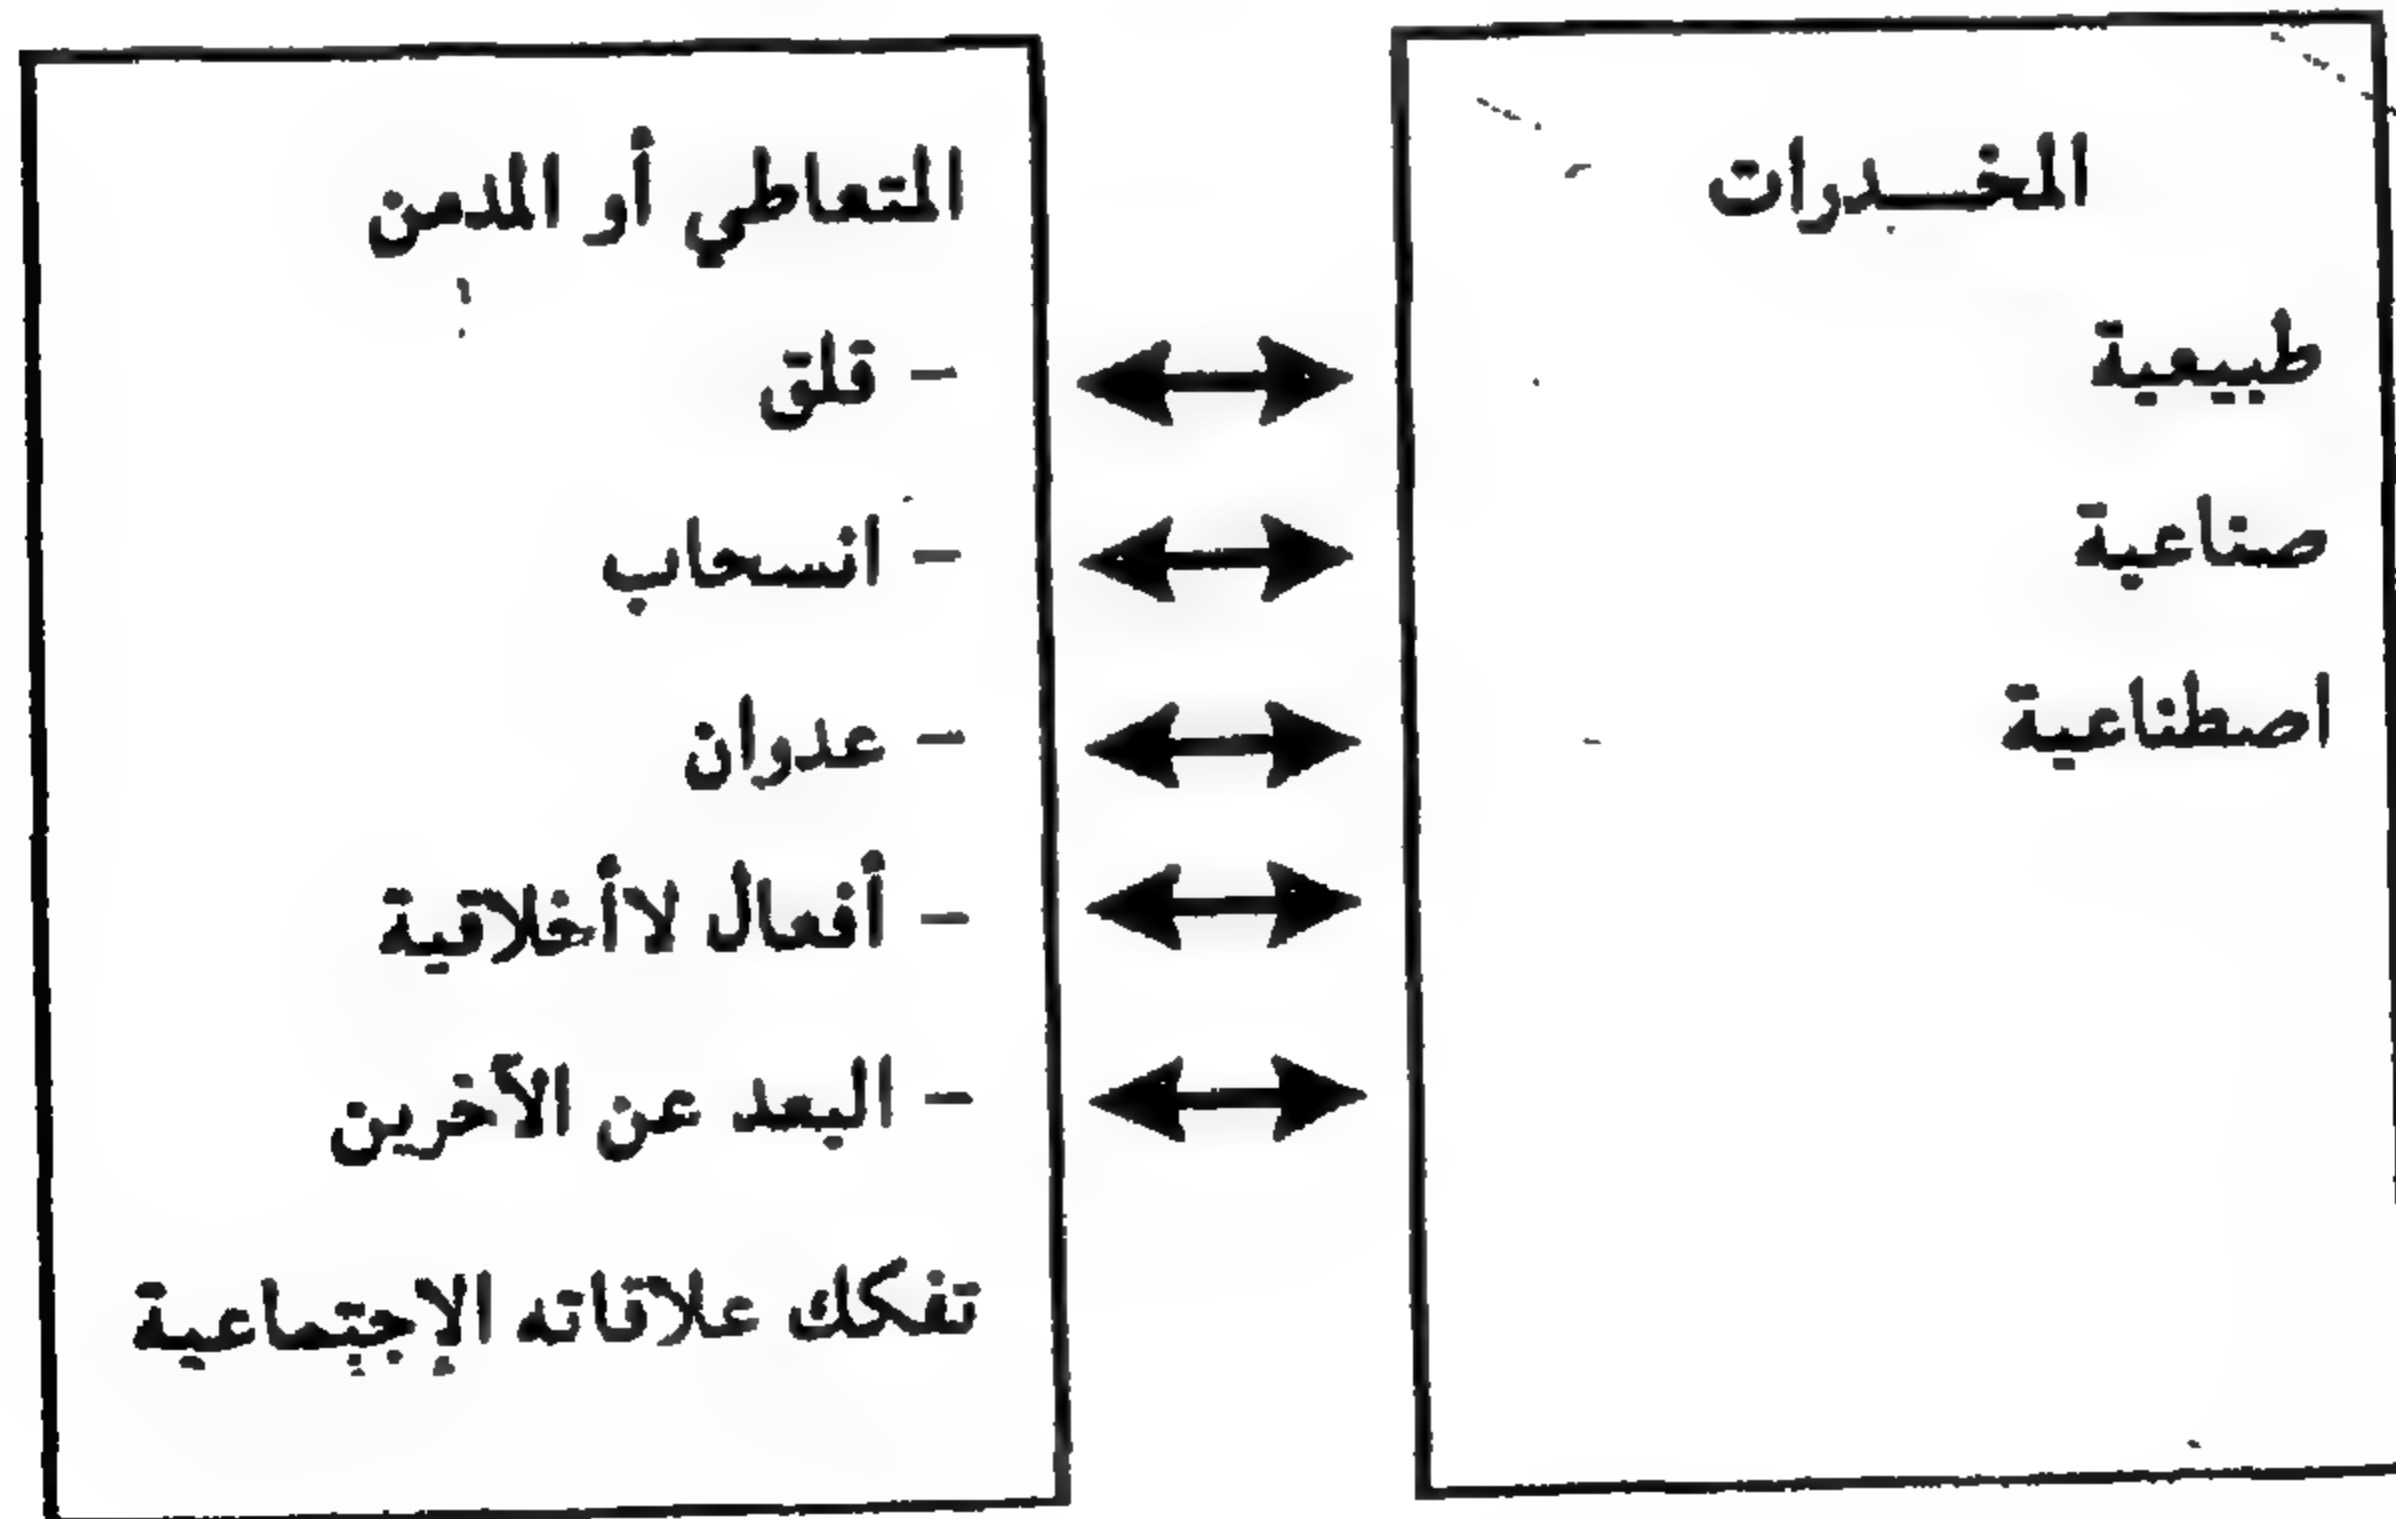 المخـــدرات
طبيعية
صناعية
اصطناعية
المتعاطي أو المدمن
- قلق
- انسحاب
- عدوان
- أفعال لاأخلاقية
- البعد عن الآخرين
تفكك علاقاته الإجتماعية